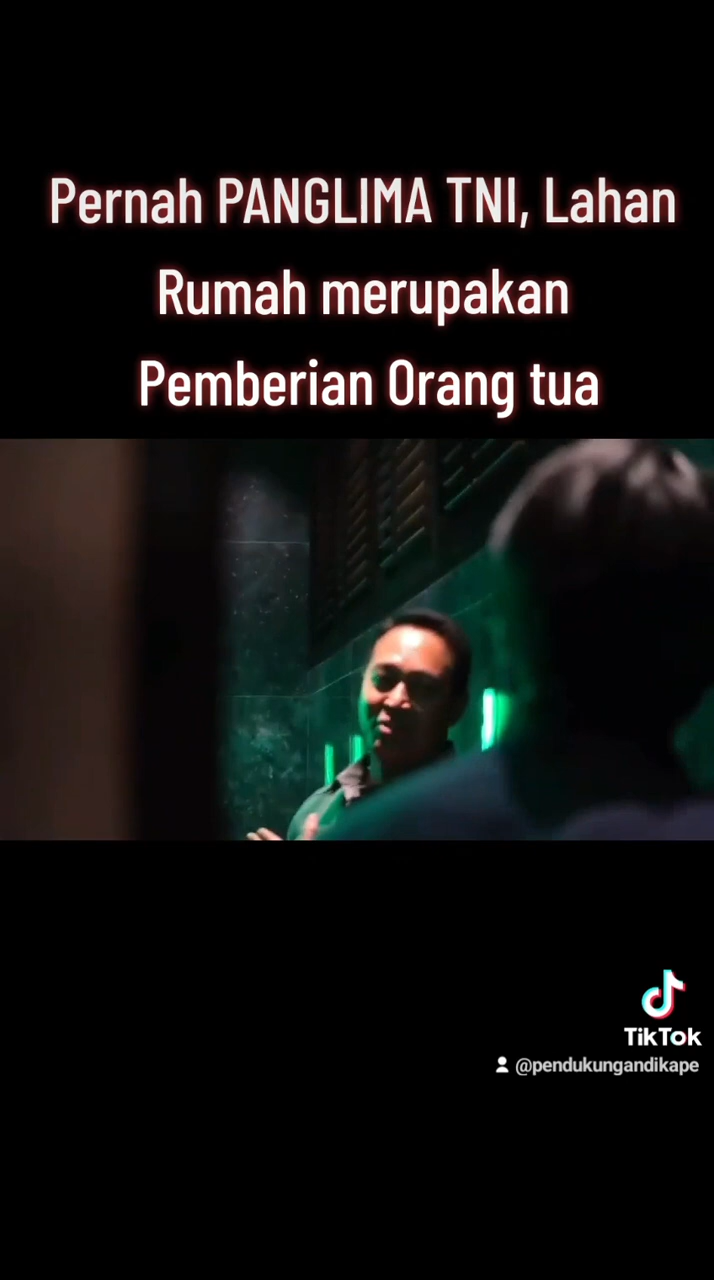 Pernah PANGLIMA TNI, Lahan
Rumah merupakan
Pemberian Orang tua
TikTok
@pendukungandikape